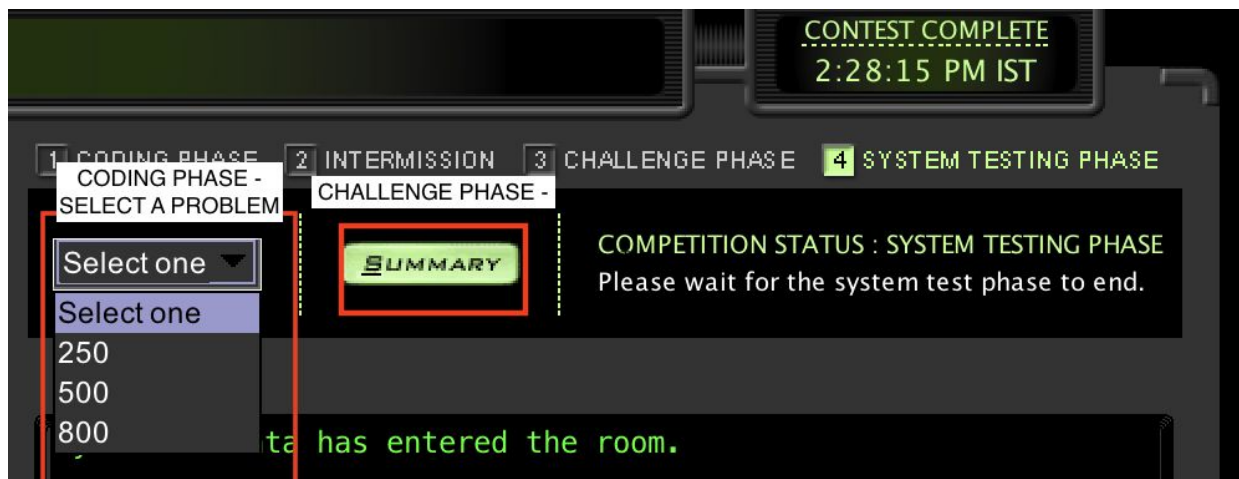 CONTEST COMPLETE
2:28:15 PM IST
1 CODING PHASE 2 INTERMISSION 3 CHALLENGE PHASE 4 SYSTEM TESTING PHASE
CODING PHASE -
SELECT A PROBLEM
CHALLENGE PHASE -
Select one
SUMMARY
COMPETITION STATUS : SYSTEM TESTING PHASE
Please wait for the system test phase to end.
Select one
250
500
800
has entered the room.